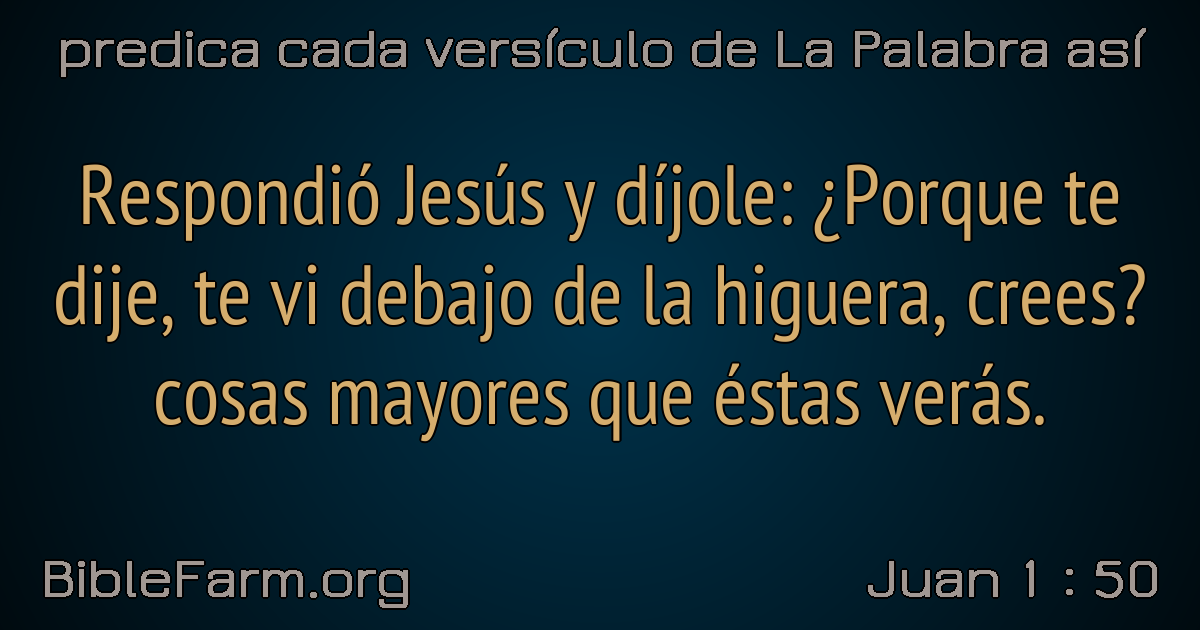 predica cada versículo de La Palabra así
Respondió Jesús y díjole: ¿Porque te
dije, te vi debajo de la higuera, crees?
cosas mayores que éstas verás.
BibleFarm.org
Juan 1 : 50